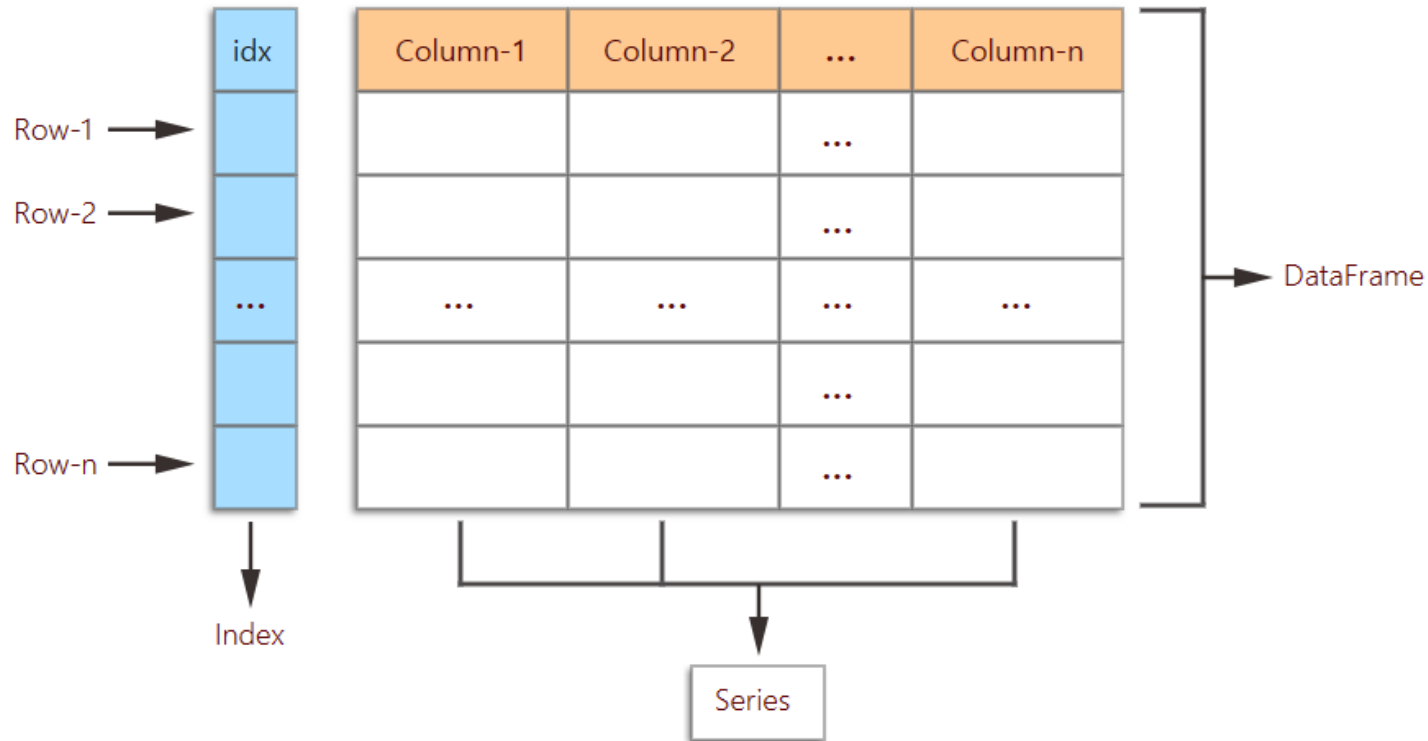 idx Column-1 Column-2 ... Column-n
Row-1 ...
Row-2 ...
... ... ... ... ...
DataFrame
...
Row-n ...
Index
Series